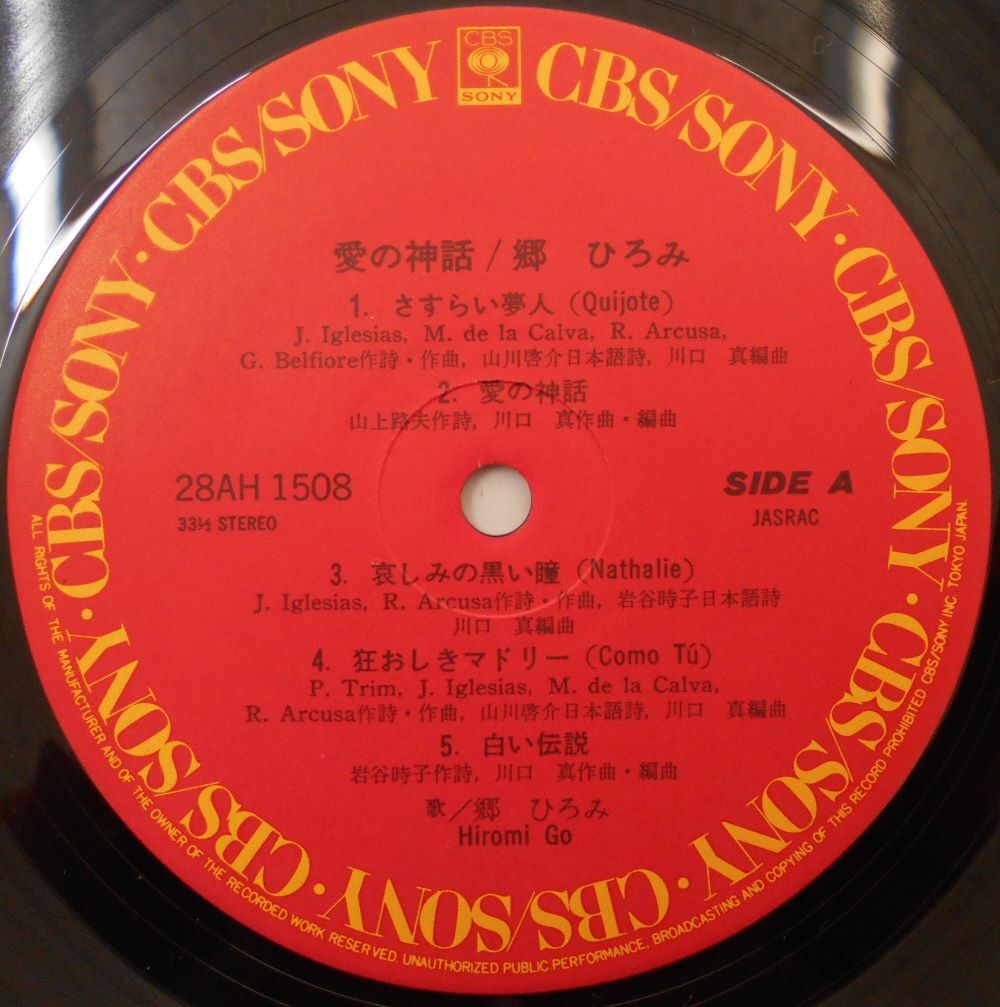 CBS
SONY
CBS/SONY · CBS/SONY · CBS/SONY · CBS/SONY · CBS/SONY · CBS/SONY · CBS/SONY · CBS/SONY
愛の神話 / 郷 ひろみ
1. さすらい夢人 (Quijote)
J. Iglesias, M. de la Calva, R. Arcusa,
G. Belfiore作詩・作曲, 山川啓介日本語詩, 川口 真編曲
2. 愛の神話
山上路夫作詩, 川口 真作曲・編曲
28AH 1508
33⅓ STEREO
SIDE A
JASRAC
3. 哀しみの黒い瞳 (Nathalie)
J. Iglesias, R. Arcusa作詩・作曲, 岩谷時子日本語詩
川口 真編曲
4. 狂おしきマドリー (Como Tú)
P. Trim, J. Iglesias, M. de la Calva,
R. Arcusa作詩・作曲, 山川啓介日本語詩, 川口 真編曲
5. 白い伝説
岩谷時子作詩, 川口 真作曲・編曲
歌/郷 ひろみ
Hiromi Go
ALL RIGHTS OF THE MANUFACTURER AND OF THE OWNER OF THE RECORDED WORK RESERVED. UNAUTHORIZED PUBLIC PERFORMANCE, BROADCASTING AND COPYING OF THIS RECORD PROHIBITED CBS/SONY INC. TOKYO JAPAN.